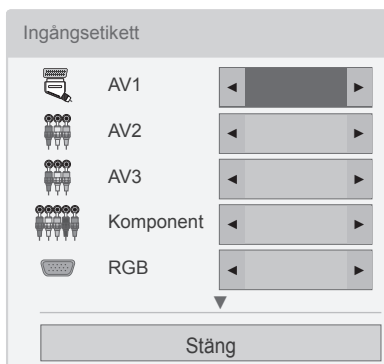 Ingångsetikett
AV1
AV2
AV3
Komponent
RGB
Stäng